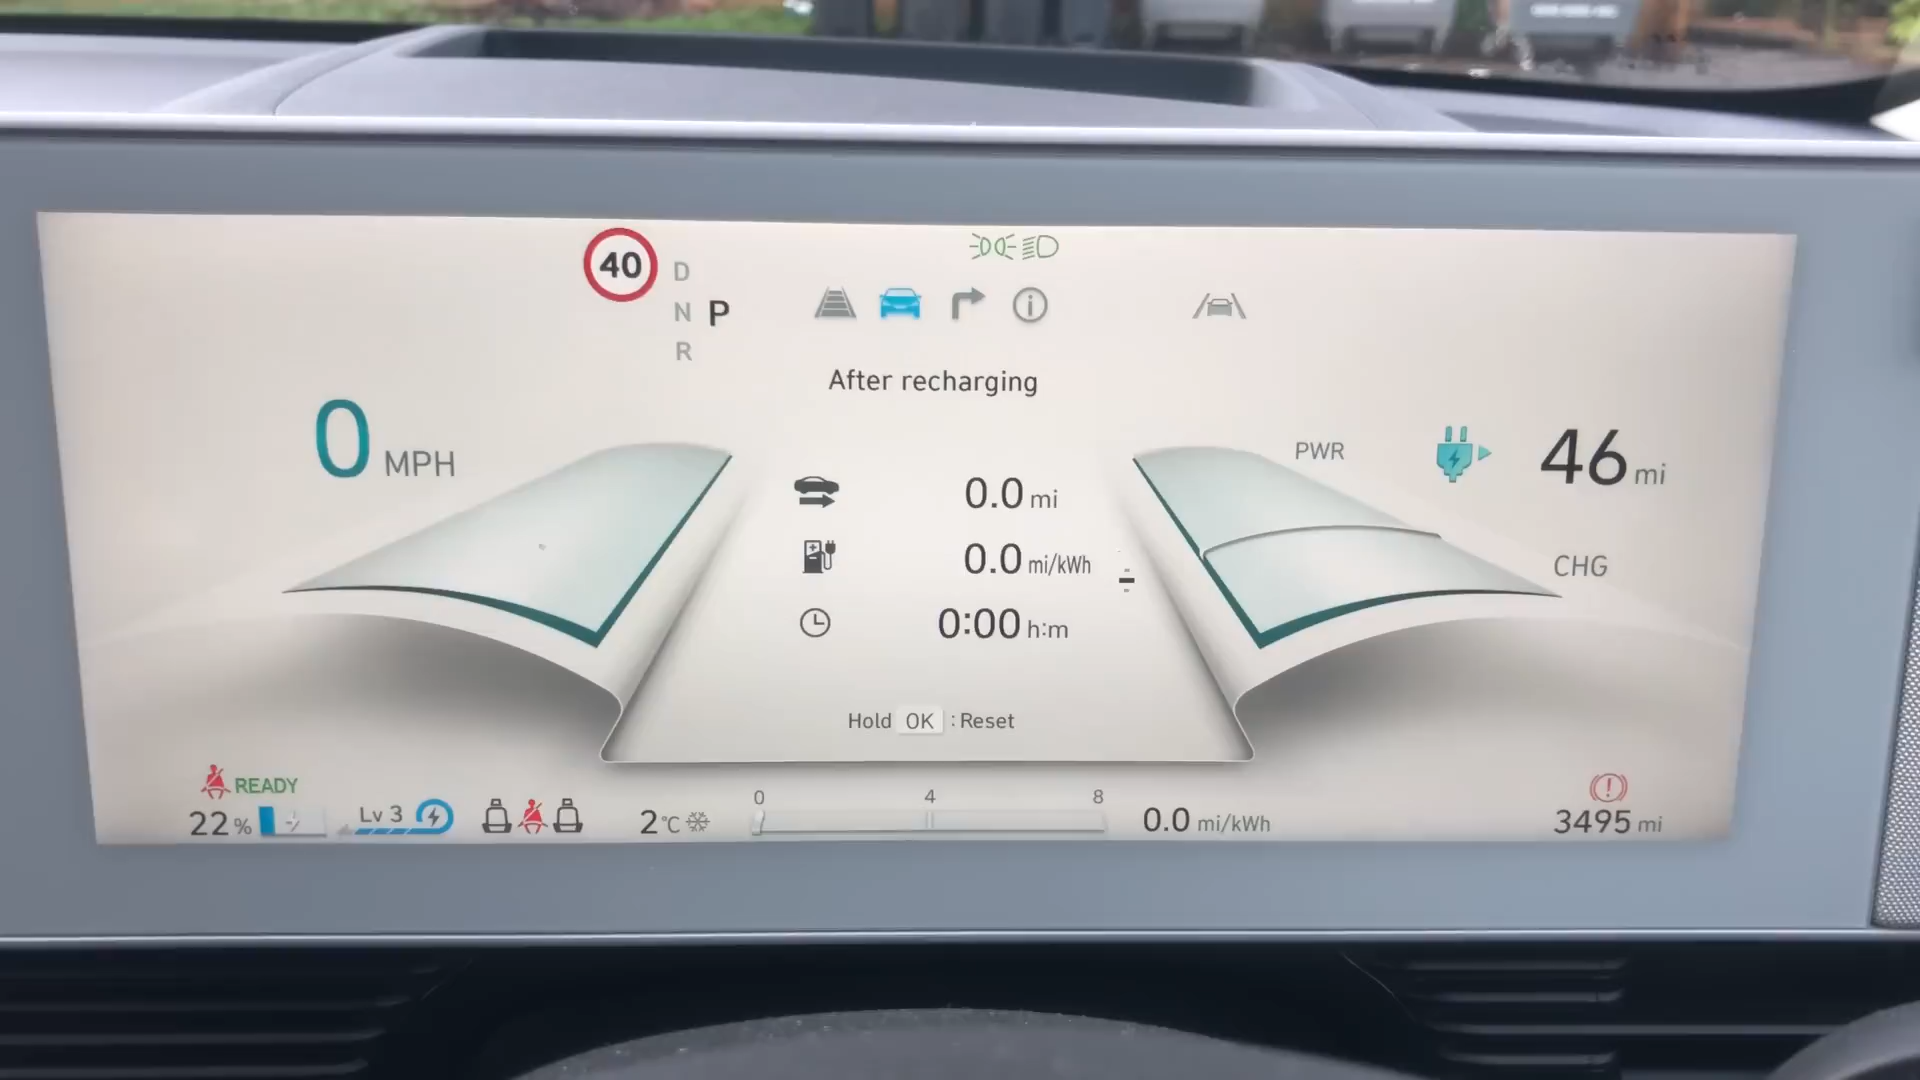 40
D
N P
R
After recharging
0 MPH
PWR
46 mi
0.0 mi
0.0 mi/kWh
CHG
0:00 h:m
Hold OK : Reset
READY
0 4 8
22 % Lv 3 2°C 0.0 mi/kWh 3495 mi